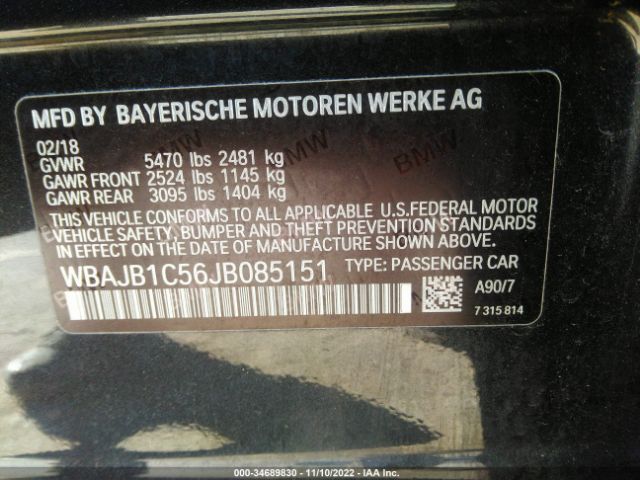 MFD BY BAYERISCHE MOTOREN WERKE AG
02/18
GVWR 5470 lbs 2481 kg
GAWR FRONT 2524 lbs 1145 kg
GAWR REAR 3095 lbs 1404 kg
THIS VEHICLE CONFORMS TO ALL APPLICABLE U.S.FEDERAL MOTOR
VEHICLE SAFETY, BUMPER AND THEFT PREVENTION STANDARDS
IN EFFECT ON THE DATE OF MANUFACTURE SHOWN ABOVE.
WBAJB1C56JB085151 TYPE: PASSENGER CAR
A90/7
7 315 814
BMW
000-34689830 - 11/10/2022 - IAA Inc.